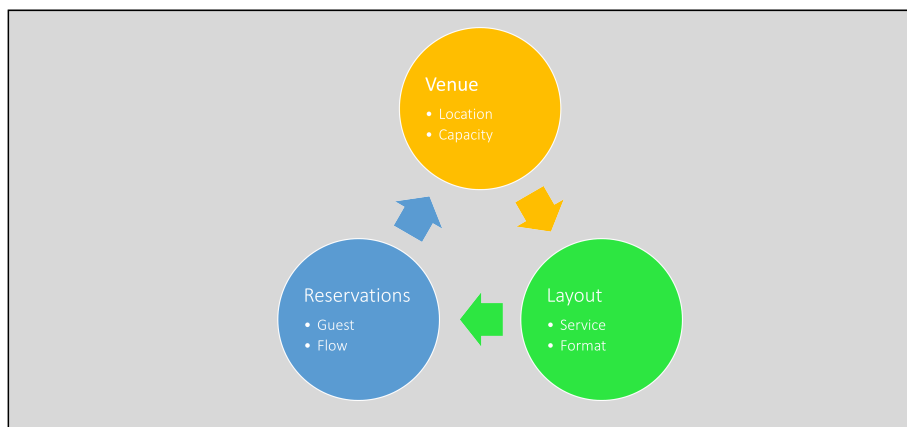 Venue
• Location
• Capacity
Layout
• Service
• Format
Reservations
• Guest
• Flow